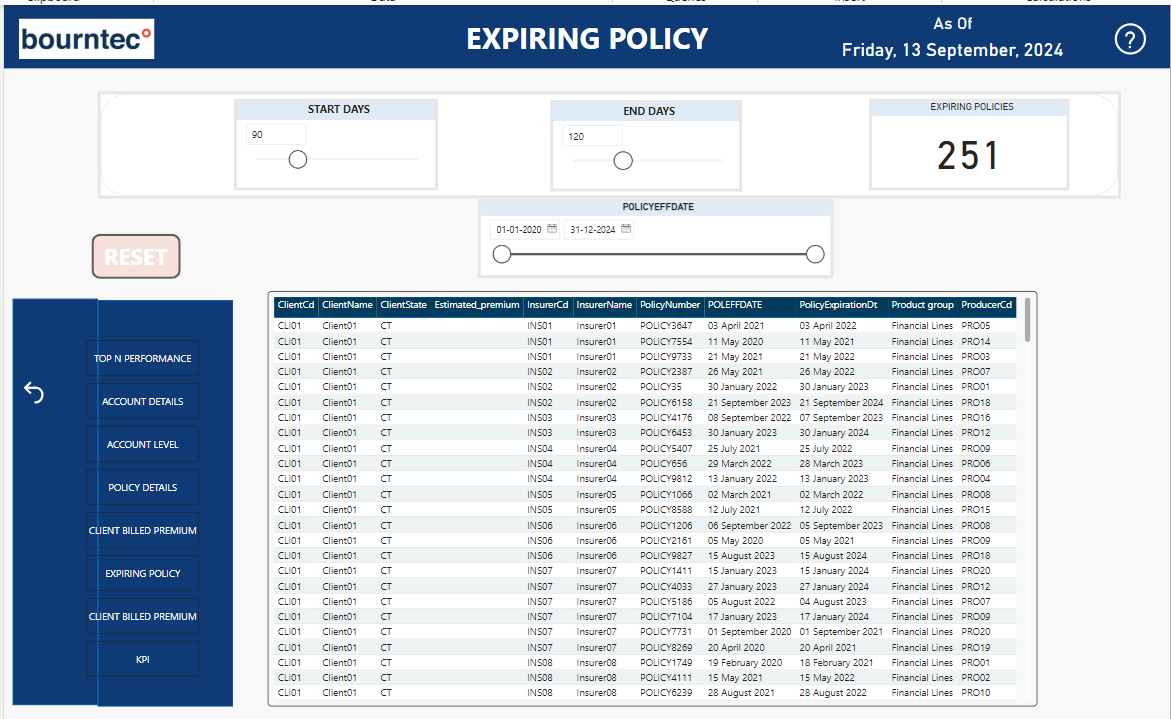 Clipboard Data Queries Insert Calculations
bourntec
EXPIRING POLICY
As Of
Friday, 13 September, 2024
?
START DAYS
90
END DAYS
120
EXPIRING POLICIES
251
POLICYEFFDATE
01-01-2020 31-12-2024
RESET
TOP N PERFORMANCE
ACCOUNT DETAILS
ACCOUNT LEVEL
POLICY DETAILS
CLIENT BILLED PREMIUM
EXPIRING POLICY
CLIENT BILLED PREMIUM
KPI
ClientCd ClientName ClientState Estimated_premium InsurerCd InsurerName PolicyNumber POLEFFDATE PolicyExpirationDt Product group ProducerCd
CLI01 Client01 CT INS01 Insurer01 POLICY3647 03 April 2021 03 April 2022 Financial Lines PRO05
CLI01 Client01 CT INS01 Insurer01 POLICY7554 11 May 2020 11 May 2021 Financial Lines PRO14
CLI01 Client01 CT INS01 Insurer01 POLICY9733 21 May 2021 21 May 2022 Financial Lines PRO03
CLI01 Client01 CT INS02 Insurer02 POLICY2387 26 May 2021 26 May 2022 Financial Lines PRO07
CLI01 Client01 CT INS02 Insurer02 POLICY35 30 January 2022 30 January 2023 Financial Lines PRO01
CLI01 Client01 CT INS02 Insurer02 POLICY6158 21 September 2023 21 September 2024 Financial Lines PRO18
CLI01 Client01 CT INS03 Insurer03 POLICY4176 08 September 2022 07 September 2023 Financial Lines PRO16
CLI01 Client01 CT INS03 Insurer03 POLICY6453 30 January 2023 30 January 2024 Financial Lines PRO12
CLI01 Client01 CT INS04 Insurer04 POLICY5407 25 July 2021 25 July 2022 Financial Lines PRO09
CLI01 Client01 CT INS04 Insurer04 POLICY656 29 March 2022 28 March 2023 Financial Lines PRO06
CLI01 Client01 CT INS04 Insurer04 POLICY9812 13 January 2022 13 January 2023 Financial Lines PRO04
CLI01 Client01 CT INS05 Insurer05 POLICY1066 02 March 2021 02 March 2022 Financial Lines PRO08
CLI01 Client01 CT INS05 Insurer05 POLICY8588 12 July 2021 12 July 2022 Financial Lines PRO15
CLI01 Client01 CT INS06 Insurer06 POLICY1206 06 September 2022 05 September 2023 Financial Lines PRO08
CLI01 Client01 CT INS06 Insurer06 POLICY2161 05 May 2020 05 May 2021 Financial Lines PRO09
CLI01 Client01 CT INS06 Insurer06 POLICY9827 15 August 2023 15 August 2024 Financial Lines PRO18
CLI01 Client01 CT INS07 Insurer07 POLICY1411 15 January 2023 15 January 2024 Financial Lines PRO20
CLI01 Client01 CT INS07 Insurer07 POLICY4033 27 January 2023 27 January 2024 Financial Lines PRO12
CLI01 Client01 CT INS07 Insurer07 POLICY5186 05 August 2022 04 August 2023 Financial Lines PRO07
CLI01 Client01 CT INS07 Insurer07 POLICY7104 17 January 2023 17 January 2024 Financial Lines PRO09
CLI01 Client01 CT INS07 Insurer07 POLICY7731 01 September 2020 01 September 2021 Financial Lines PRO20
CLI01 Client01 CT INS07 Insurer07 POLICY8269 20 April 2020 20 April 2021 Financial Lines PRO19
CLI01 Client01 CT INS08 Insurer08 POLICY1749 19 February 2020 18 February 2021 Financial Lines PRO01
CLI01 Client01 CT INS08 Insurer08 POLICY4111 15 May 2021 15 May 2022 Financial Lines PRO02
CLI01 Client01 CT INS08 Insurer08 POLICY6239 28 August 2021 28 August 2022 Financial Lines PRO10